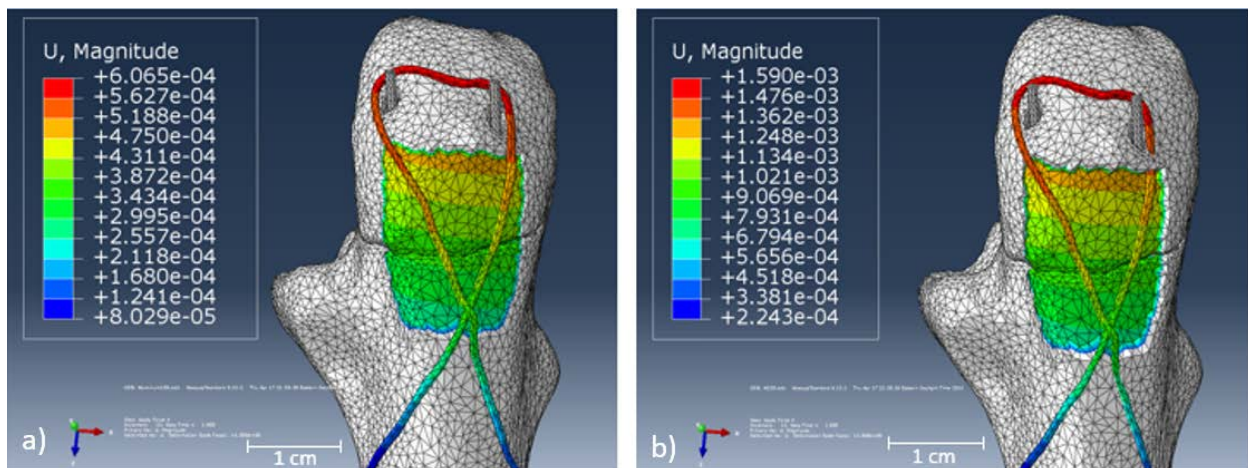 U, Magnitude
+6.065e-04
+5.627e-04
+5.188e-04
+4.750e-04
+4.311e-04
+3.872e-04
+3.434e-04
+2.995e-04
+2.557e-04
+2.118e-04
+1.680e-04
+1.241e-04
+8.029e-05
a)
1 cm
U, Magnitude
+1.590e-03
+1.476e-03
+1.362e-03
+1.248e-03
+1.134e-03
+1.021e-03
+9.069e-04
+7.931e-04
+6.794e-04
+5.656e-04
+4.518e-04
+3.381e-04
+2.243e-04
b)
1 cm